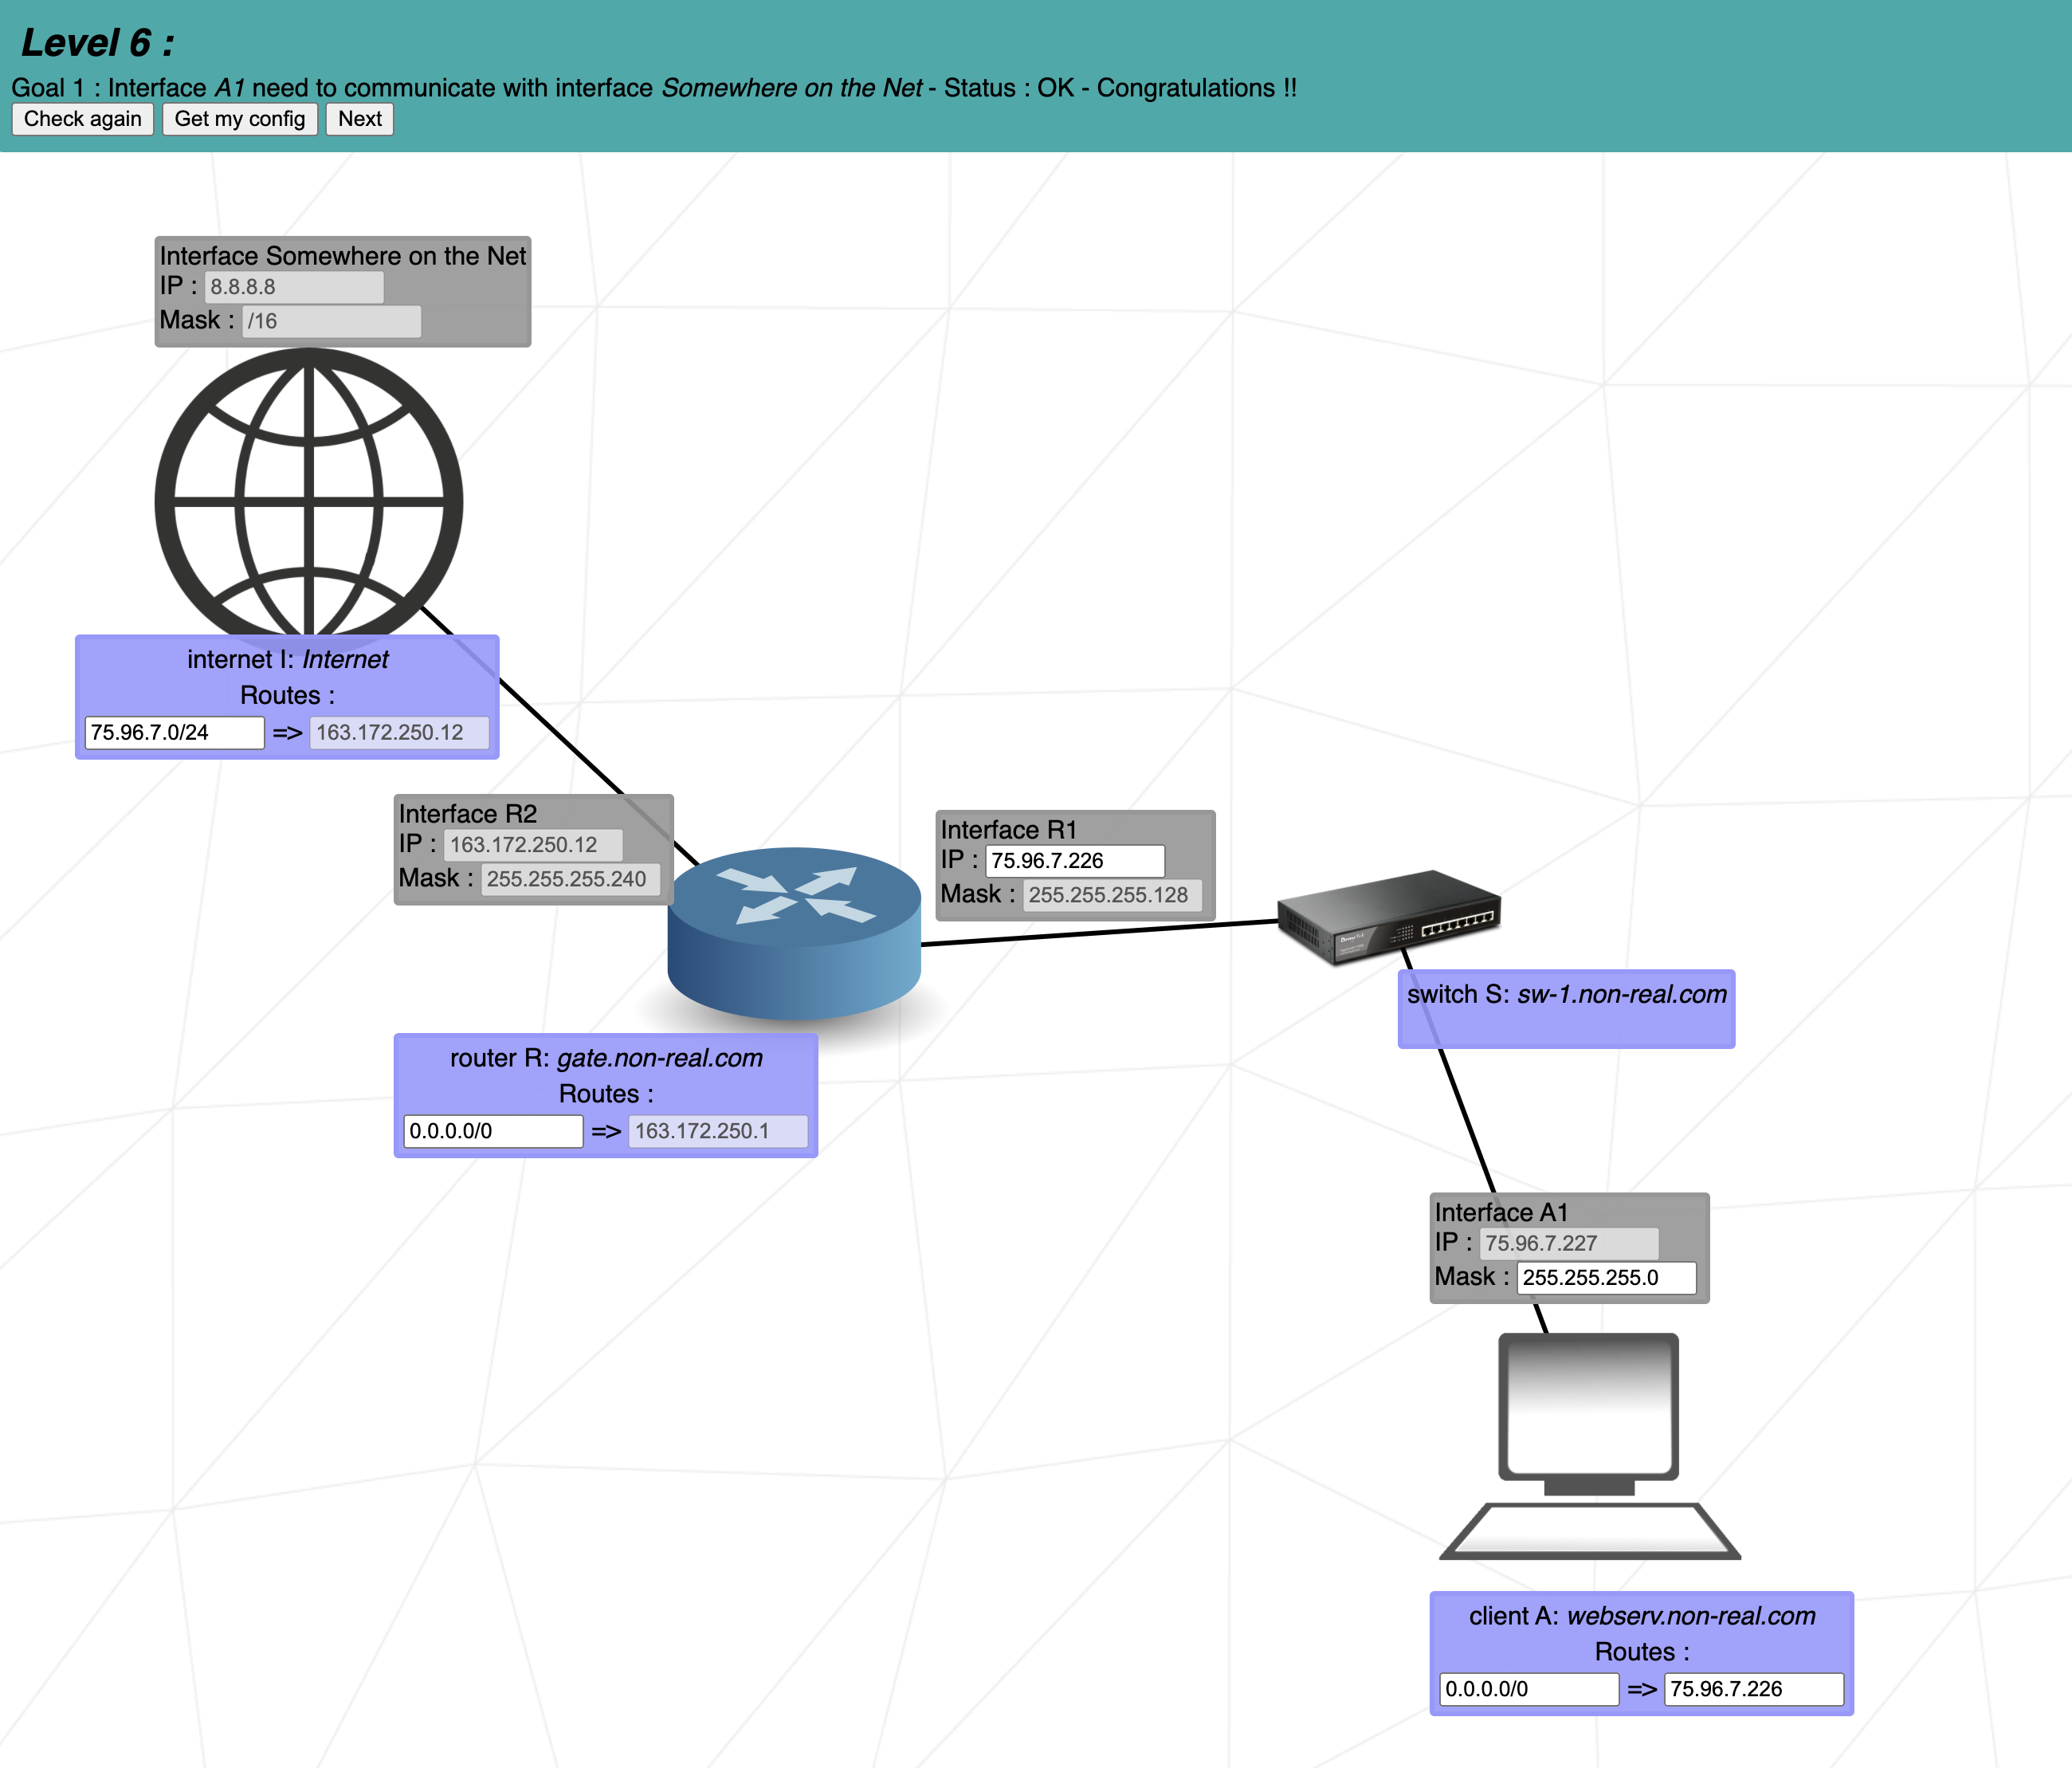 Level 6 :
Goal 1 : Interface A1 need to communicate with interface Somewhere on the Net - Status : OK - Congratulations !!
Check again Get my config Next
Interface Somewhere on the Net
IP : 8.8.8.8
Mask : /16
internet I: Internet
Routes :
75.96.7.0/24 => 163.172.250.12
Interface R2
IP : 163.172.250.12
Mask : 255.255.255.240
Interface R1
IP : 75.96.7.226
Mask : 255.255.255.128
switch S: sw-1.non-real.com
router R: gate.non-real.com
Routes :
0.0.0.0/0 => 163.172.250.1
Interface A1
IP : 75.96.7.227
Mask : 255.255.255.0
client A: webserv.non-real.com
Routes :
0.0.0.0/0 => 75.96.7.226